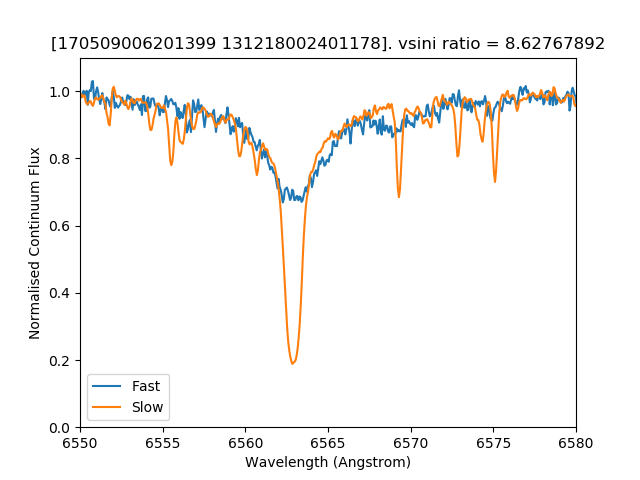 [170509006201399 131218002401178]. vsini ratio = 8.62767892
1.0
0.8
0.6
0.4
0.2
0.0
Normalised Continuum Flux
Fast
Slow
6550 6555 6560 6565 6570 6575 6580
Wavelength (Angstrom)